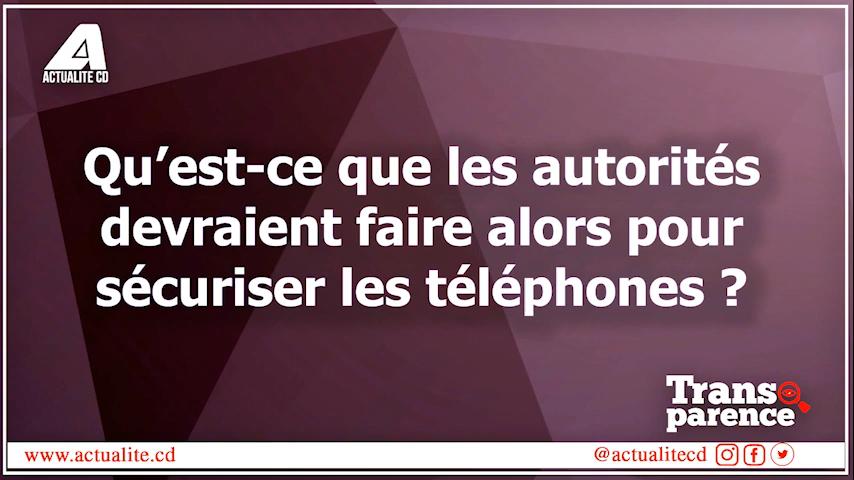 ACTUALITE CD
Qu’est-ce que les autorités
devraient faire alors pour
sécuriser les téléphones ?
Trans
parence
www.actualite.cd
@actualitecd